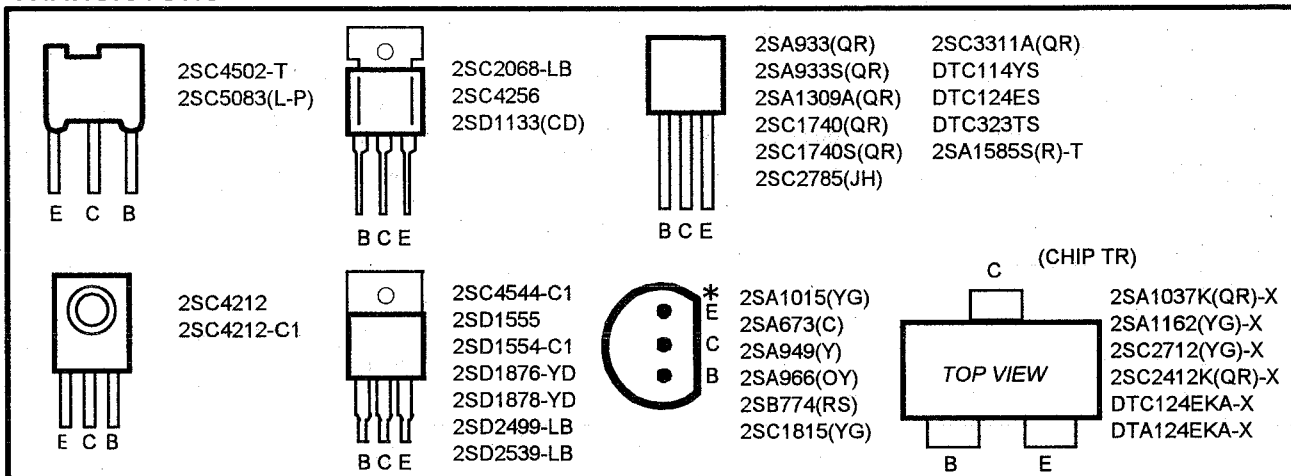 2SC4502-T
2SC5083(L-P)
E C B
2SC2068-LB
2SC4256
2SD1133(CD)
B C E
2SA933(QR)
2SA933S(QR)
2SA1309A(QR)
2SC1740(QR)
2SC1740S(QR)
2SC2785(JH)
2SC3311A(QR)
DTC114YS
DTC124ES
DTC323TS
2SA1585S(R)-T
B C E
2SC4212
2SC4212-C1
E C B
2SC4544-C1
2SD1555
2SD1554-C1
2SD1876-YD
2SD1878-YD
2SD2499-LB
2SD2539-LB
B C E
*
E
C
B
2SA1015(YG)
2SA673(C)
2SA949(Y)
2SA966(OY)
2SB774(RS)
2SC1815(YG)
(CHIP TR)
C
TOP VIEW
B E
2SA1037K(QR)-X
2SA1162(YG)-X
2SC2712(YG)-X
2SC2412K(QR)-X
DTC124EKA-X
DTA124EKA-X